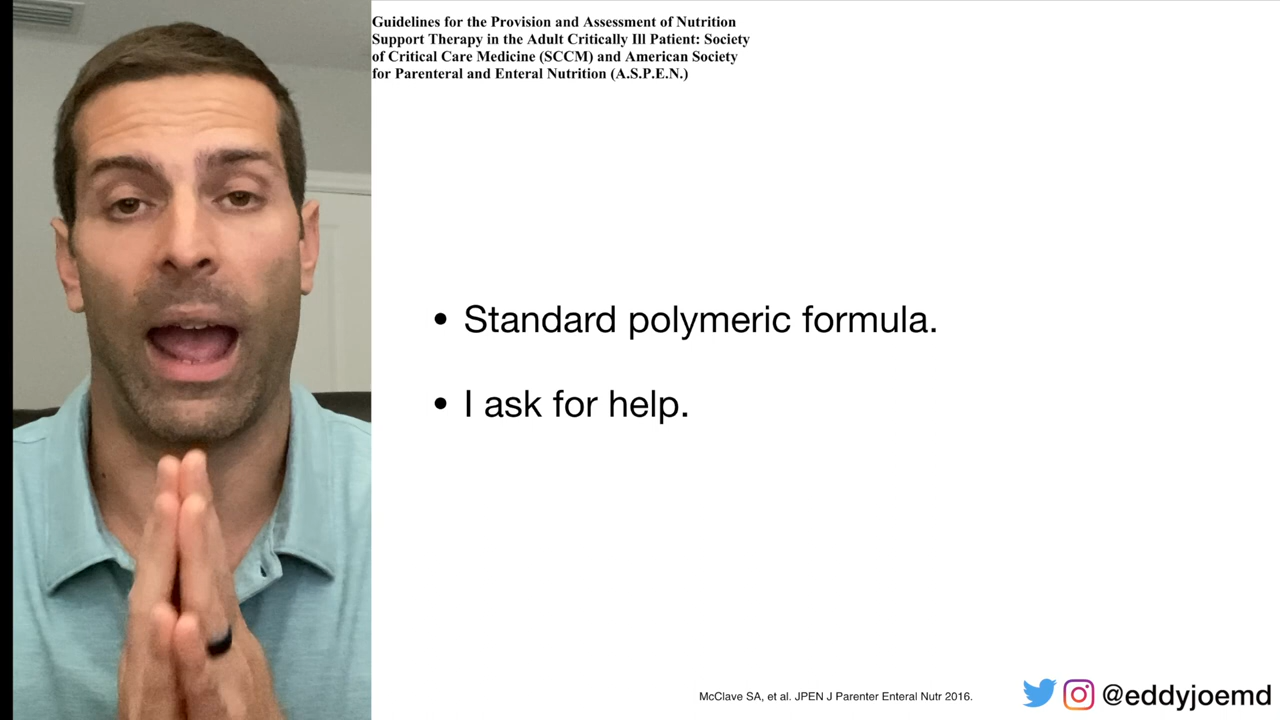 Guidelines for the Provision and Assessment of Nutrition
Support Therapy in the Adult Critically Ill Patient: Society
of Critical Care Medicine (SCCM) and American Society
for Parenteral and Enteral Nutrition (A.S.P.E.N.)
• Standard polymeric formula.
• I ask for help.
McClave SA, et al. JPEN J Parenter Enteral Nutr 2016.
@eddyjoemd